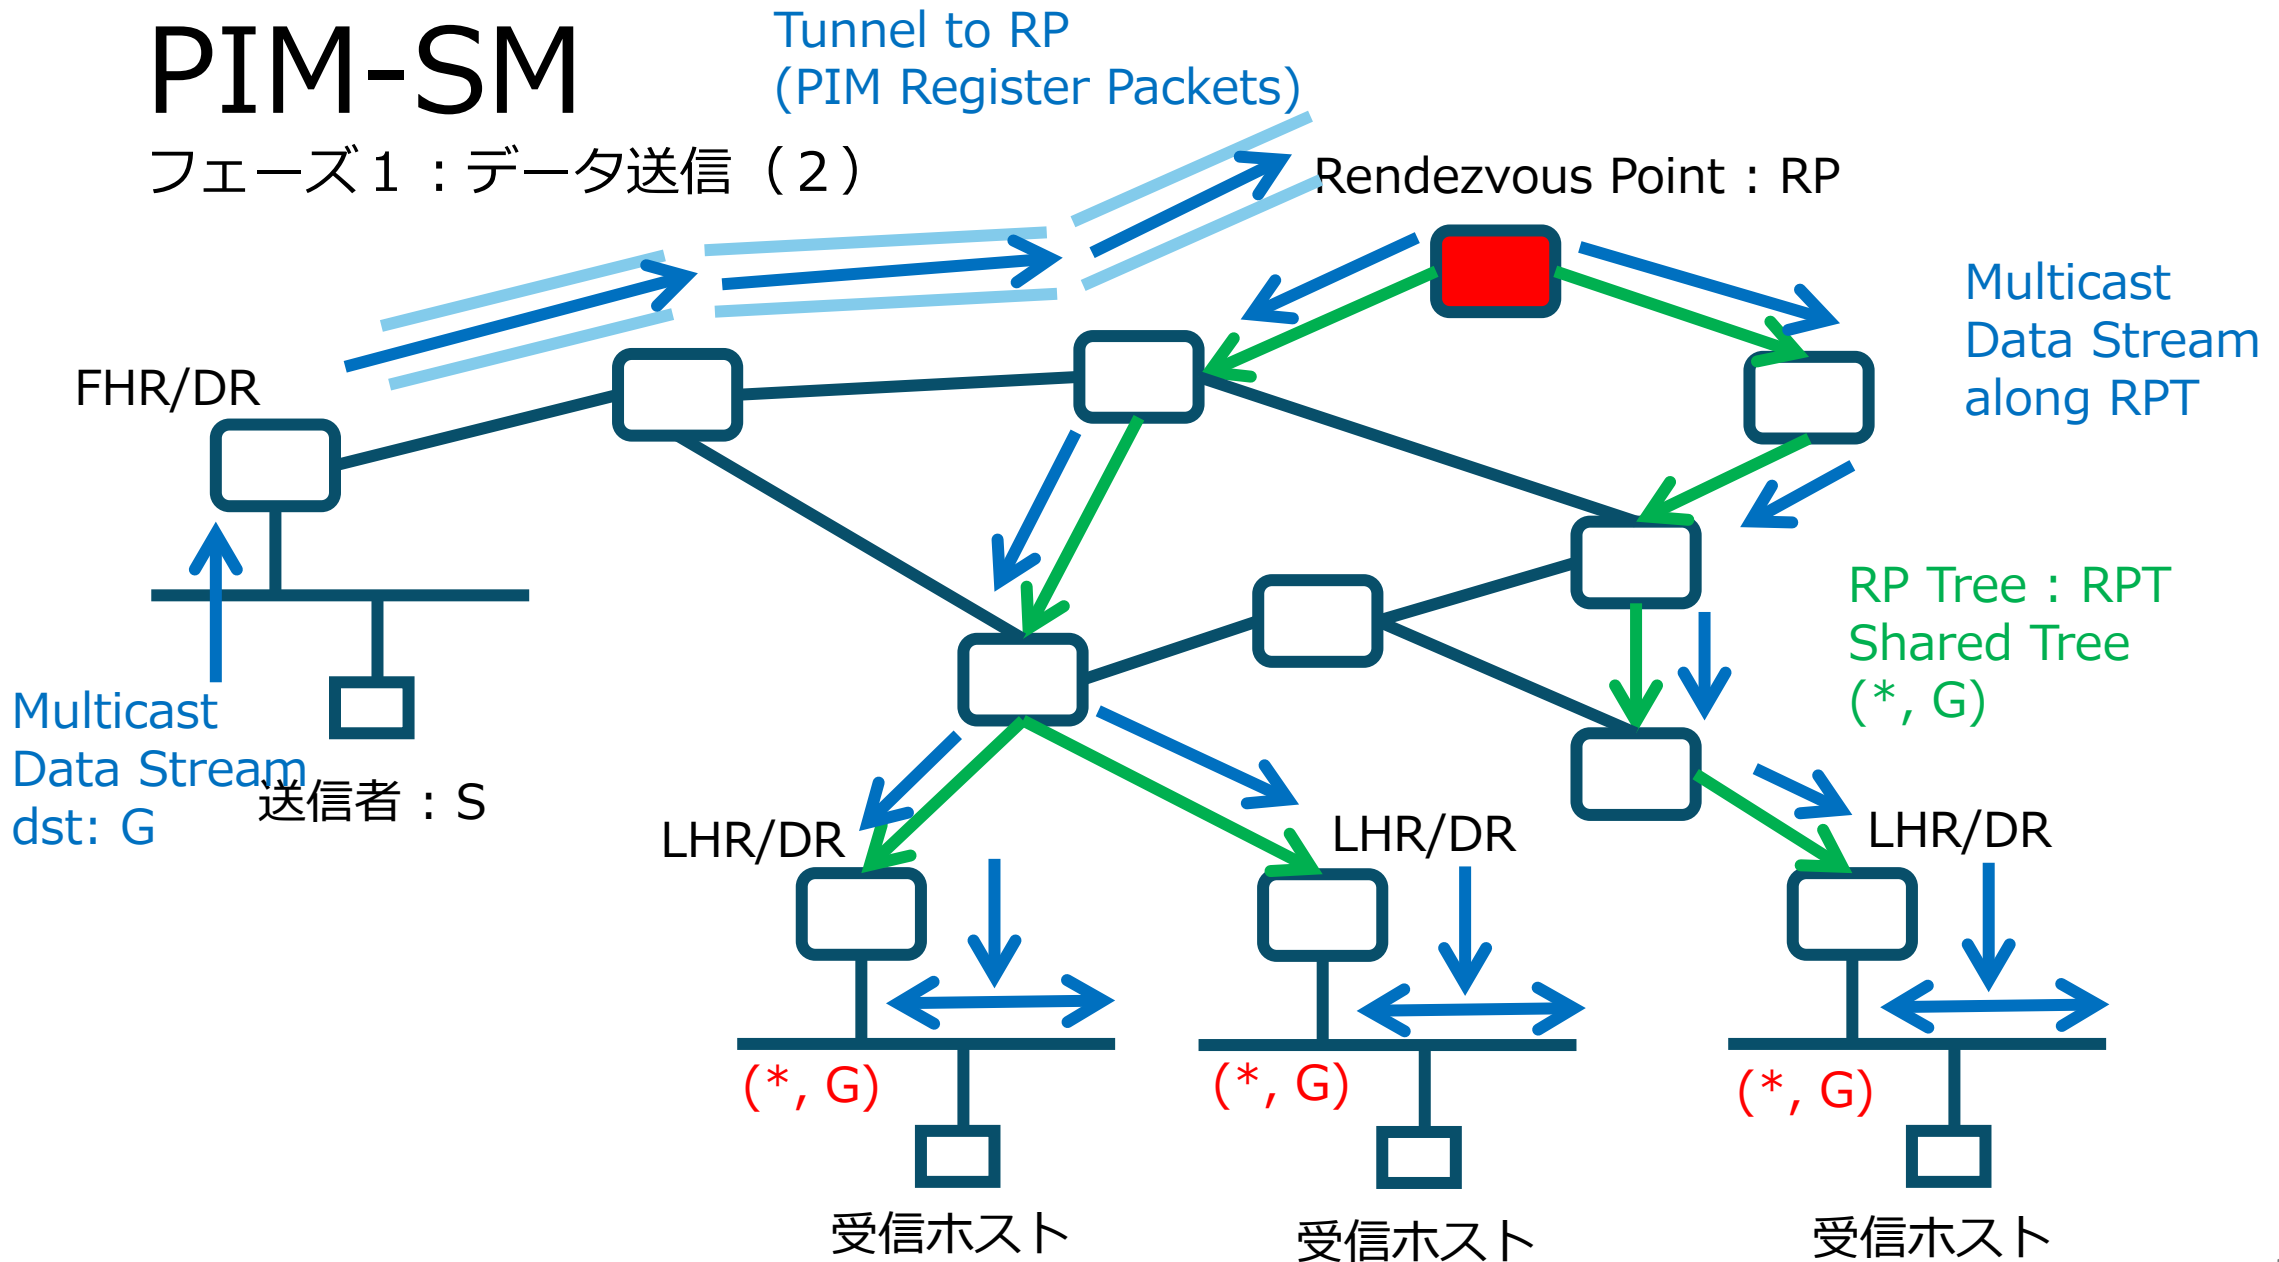 PIM-SM
フェーズ１：データ送信（２）
Tunnel to RP
(PIM Register Packets)
Rendezvous Point : RP
Multicast
Data Stream
along RPT
FHR/DR
RP Tree : RPT
Shared Tree
(*, G)
Multicast
Data Stream
dst: G
送信者 : S
LHR/DR
LHR/DR
LHR/DR
(*, G)
(*, G)
(*, G)
受信ホスト
受信ホスト
受信ホスト